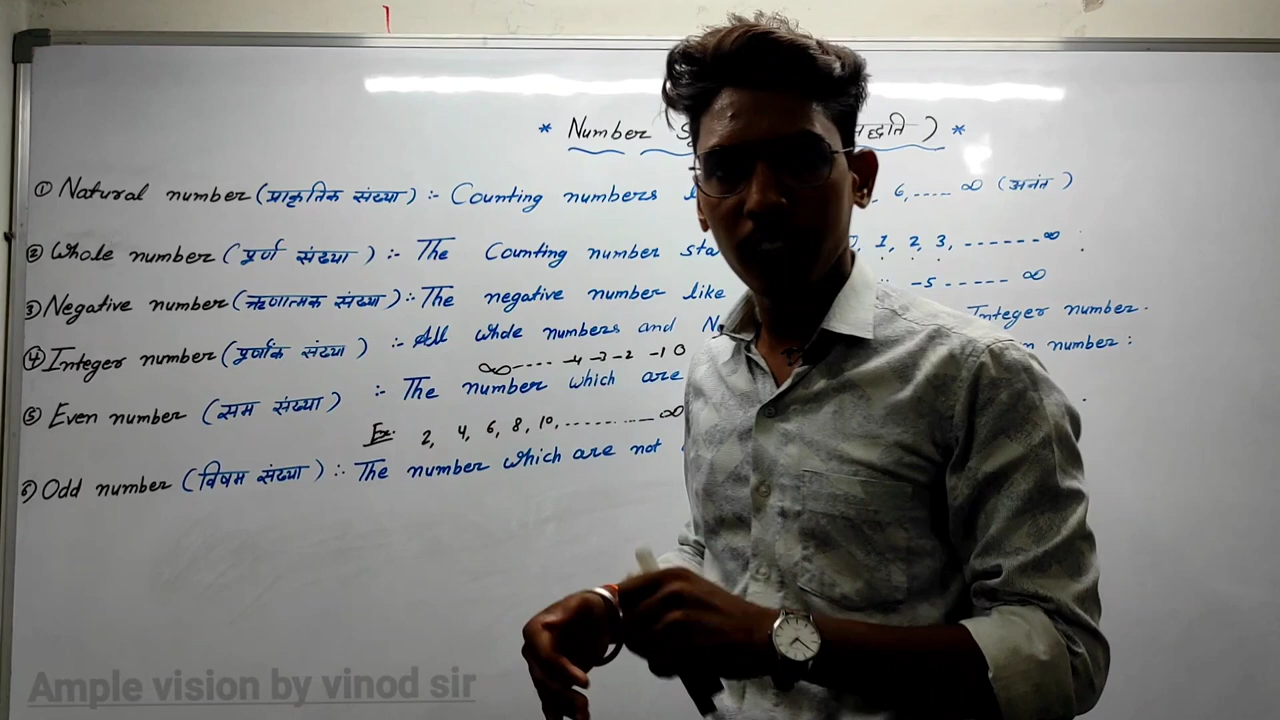 * Number पद्धति ) *
① Natural number (प्राकृतिक संख्या) :- Counting numbers 6,..... ∞ (अनंत)
② Whole number (पूर्ण संख्या) :- The Counting number 1, 2, 3, ------- ∞
③ Negative number (ऋणात्मक संख्या) :- The negative number like -5 ----- ∞
④ Integer number (पूर्णांक संख्या) :- All whole numbers and Integer number.
∞---- -4 -3 -2 -1 0
⑤ Even number (सम संख्या) :- The number which are number :
Ex. 2, 4, 6, 8, 10, ----------- ∞
⑥ Odd number (विषम संख्या) :- The number which are not
Ample vision by vinod sir